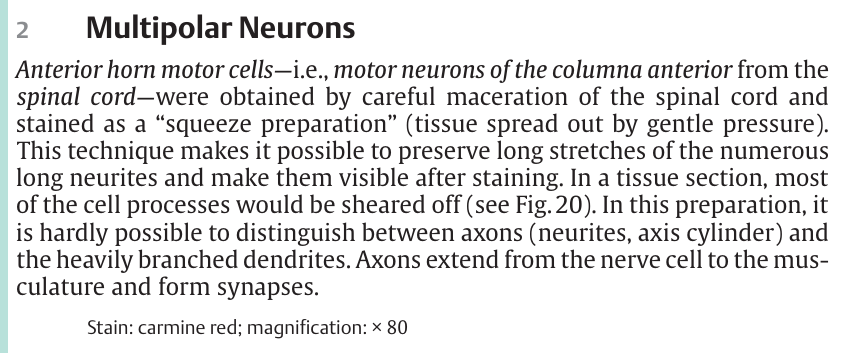 2 Multipolar Neurons
Anterior horn motor cells—i.e., motor neurons of the columna anterior from the
spinal cord—were obtained by careful maceration of the spinal cord and
stained as a “squeeze preparation” (tissue spread out by gentle pressure).
This technique makes it possible to preserve long stretches of the numerous
long neurites and make them visible after staining. In a tissue section, most
of the cell processes would be sheared off (see Fig. 20). In this preparation, it
is hardly possible to distinguish between axons (neurites, axis cylinder) and
the heavily branched dendrites. Axons extend from the nerve cell to the mus-
culature and form synapses.
Stain: carmine red; magnification: × 80